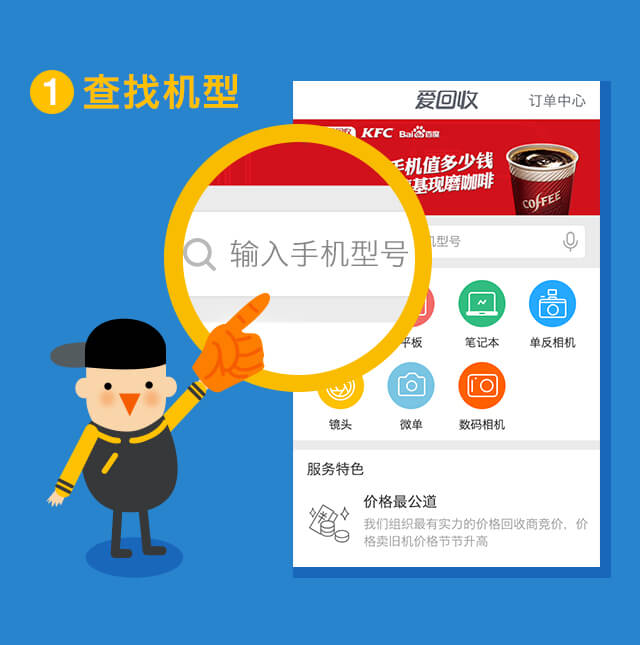 1 查找机型
爱回收
订单中心
回收 KFC Bai百度
手机值多少钱
基现磨咖啡
COFFEE
输入手机型号
机型号
平板
笔记本
单反相机
镜头
微单
数码相机
服务特色
价格最公道
我们组织最有实力的价格回收商竞价，价
格卖旧机价格节节升高